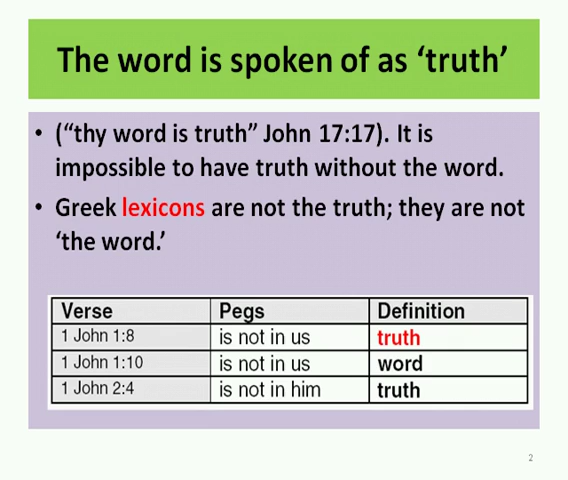 The word is spoken of as ‘truth’
• (“thy word is truth” John 17:17). It is
impossible to have truth without the word.
• Greek lexicons are not the truth; they are not
‘the word.’
Verse Pegs Definition
1 John 1:8 is not in us truth
1 John 1:10 is not in us word
1 John 2:4 is not in him truth
2